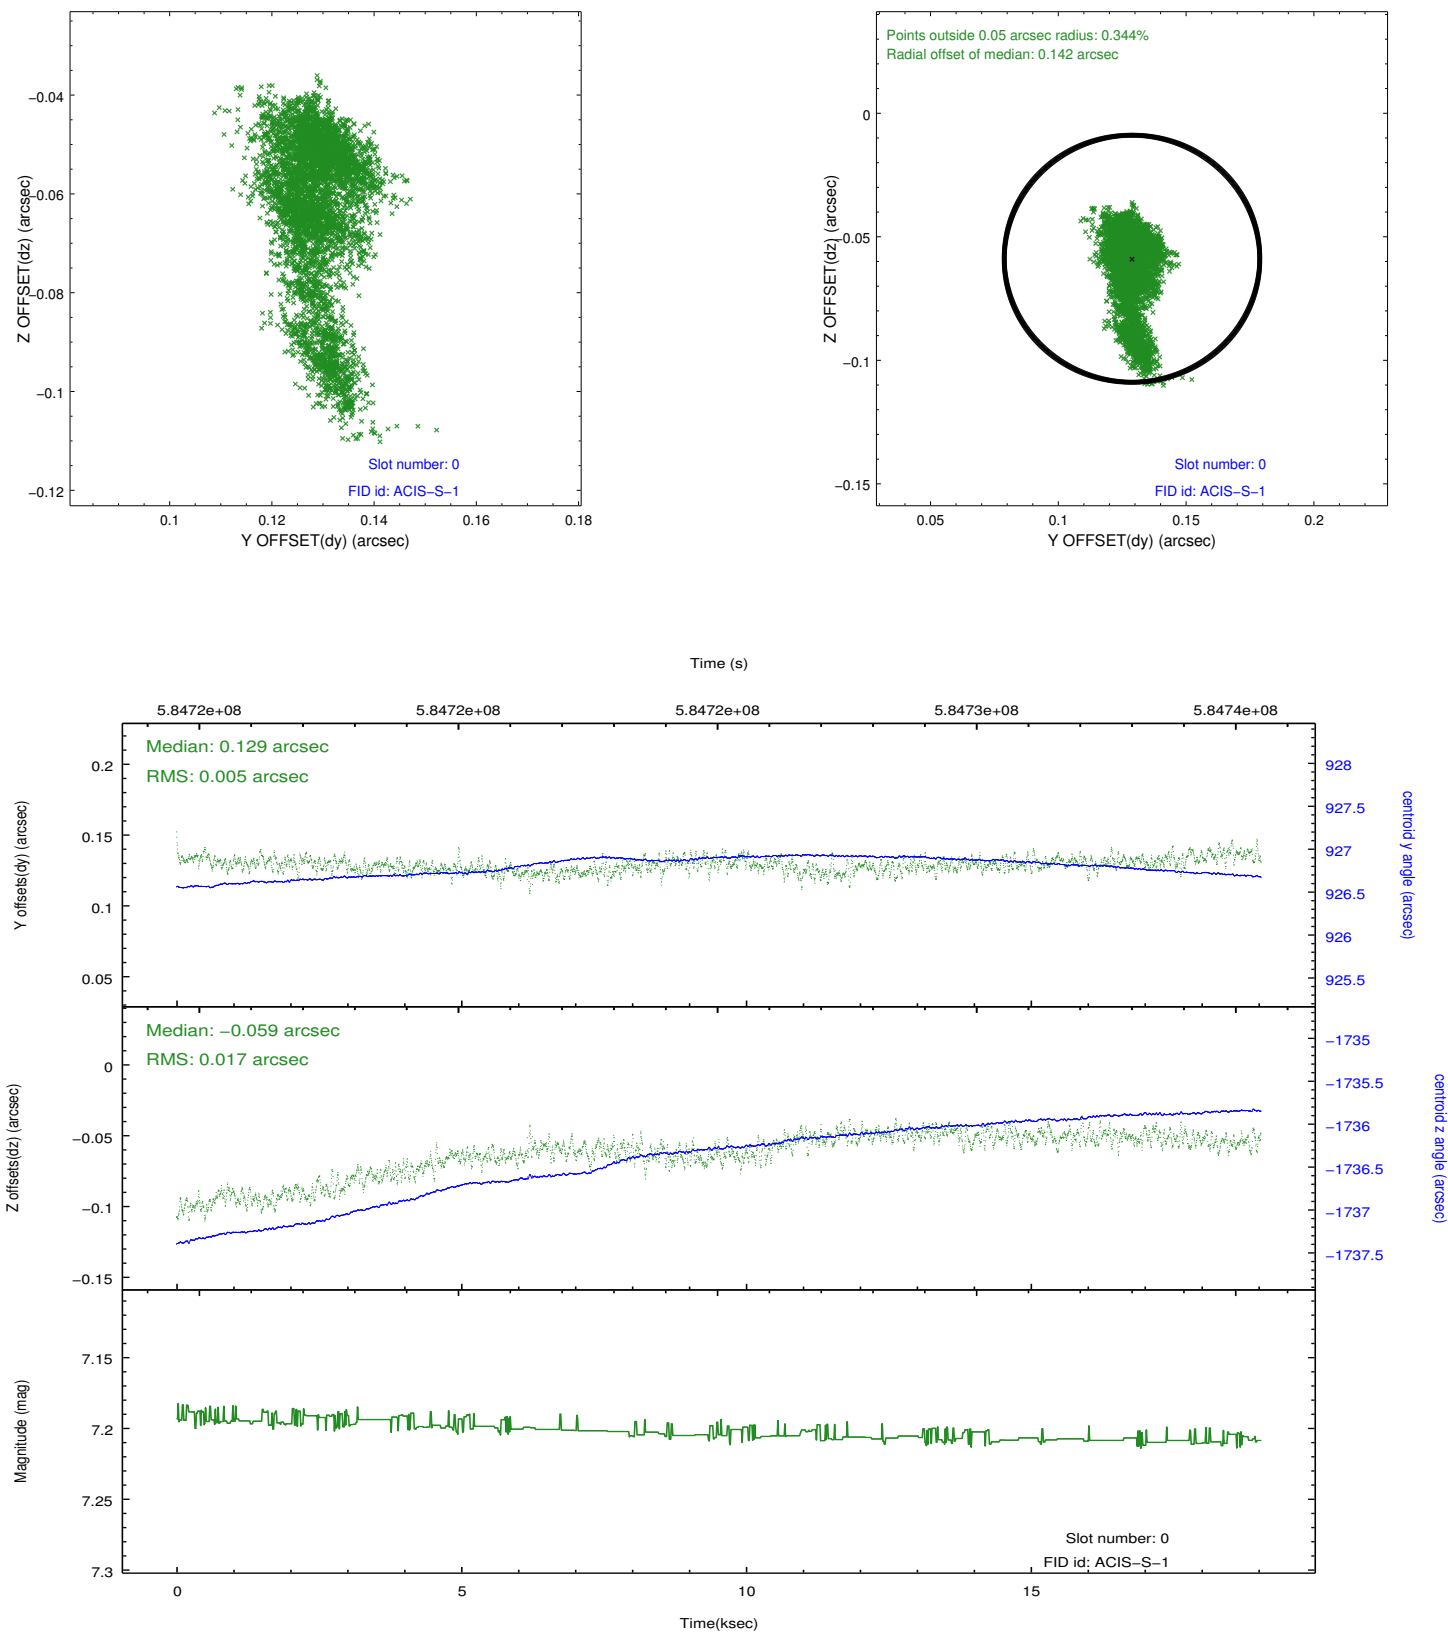 −0.04
−0.06
−0.08
−0.1
−0.12
Z OFFSET(dz) (arcsec)
0.1
0.12
0.14
0.16
0.18
Y OFFSET(dy) (arcsec)
Slot number: 0
FID id: ACIS−S−1
Points outside 0.05 arcsec radius: 0.344%
Radial offset of median: 0.142 arcsec
0
−0.05
−0.1
−0.15
Z OFFSET(dz) (arcsec)
0.05
0.1
0.15
0.2
Y OFFSET(dy) (arcsec)
Slot number: 0
FID id: ACIS−S−1
Time (s)
5.8472e+08
5.8472e+08
5.8472e+08
5.8473e+08
5.8474e+08
Median: 0.129 arcsec
RMS: 0.005 arcsec
0.2
0.15
0.1
0.05
Y offsets(dy) (arcsec)
928
927.5
927
926.5
926
925.5
centroid y angle (arcsec)
Median: −0.059 arcsec
RMS: 0.017 arcsec
0
−0.05
−0.1
−0.15
Z offsets(dz) (arcsec)
−1735
−1735.5
−1736
−1736.5
−1737
−1737.5
centroid z angle (arcsec)
7.15
7.2
7.25
7.3
Magnitude (mag)
Slot number: 0
FID id: ACIS−S−1
0
5
10
15
Time(ksec)